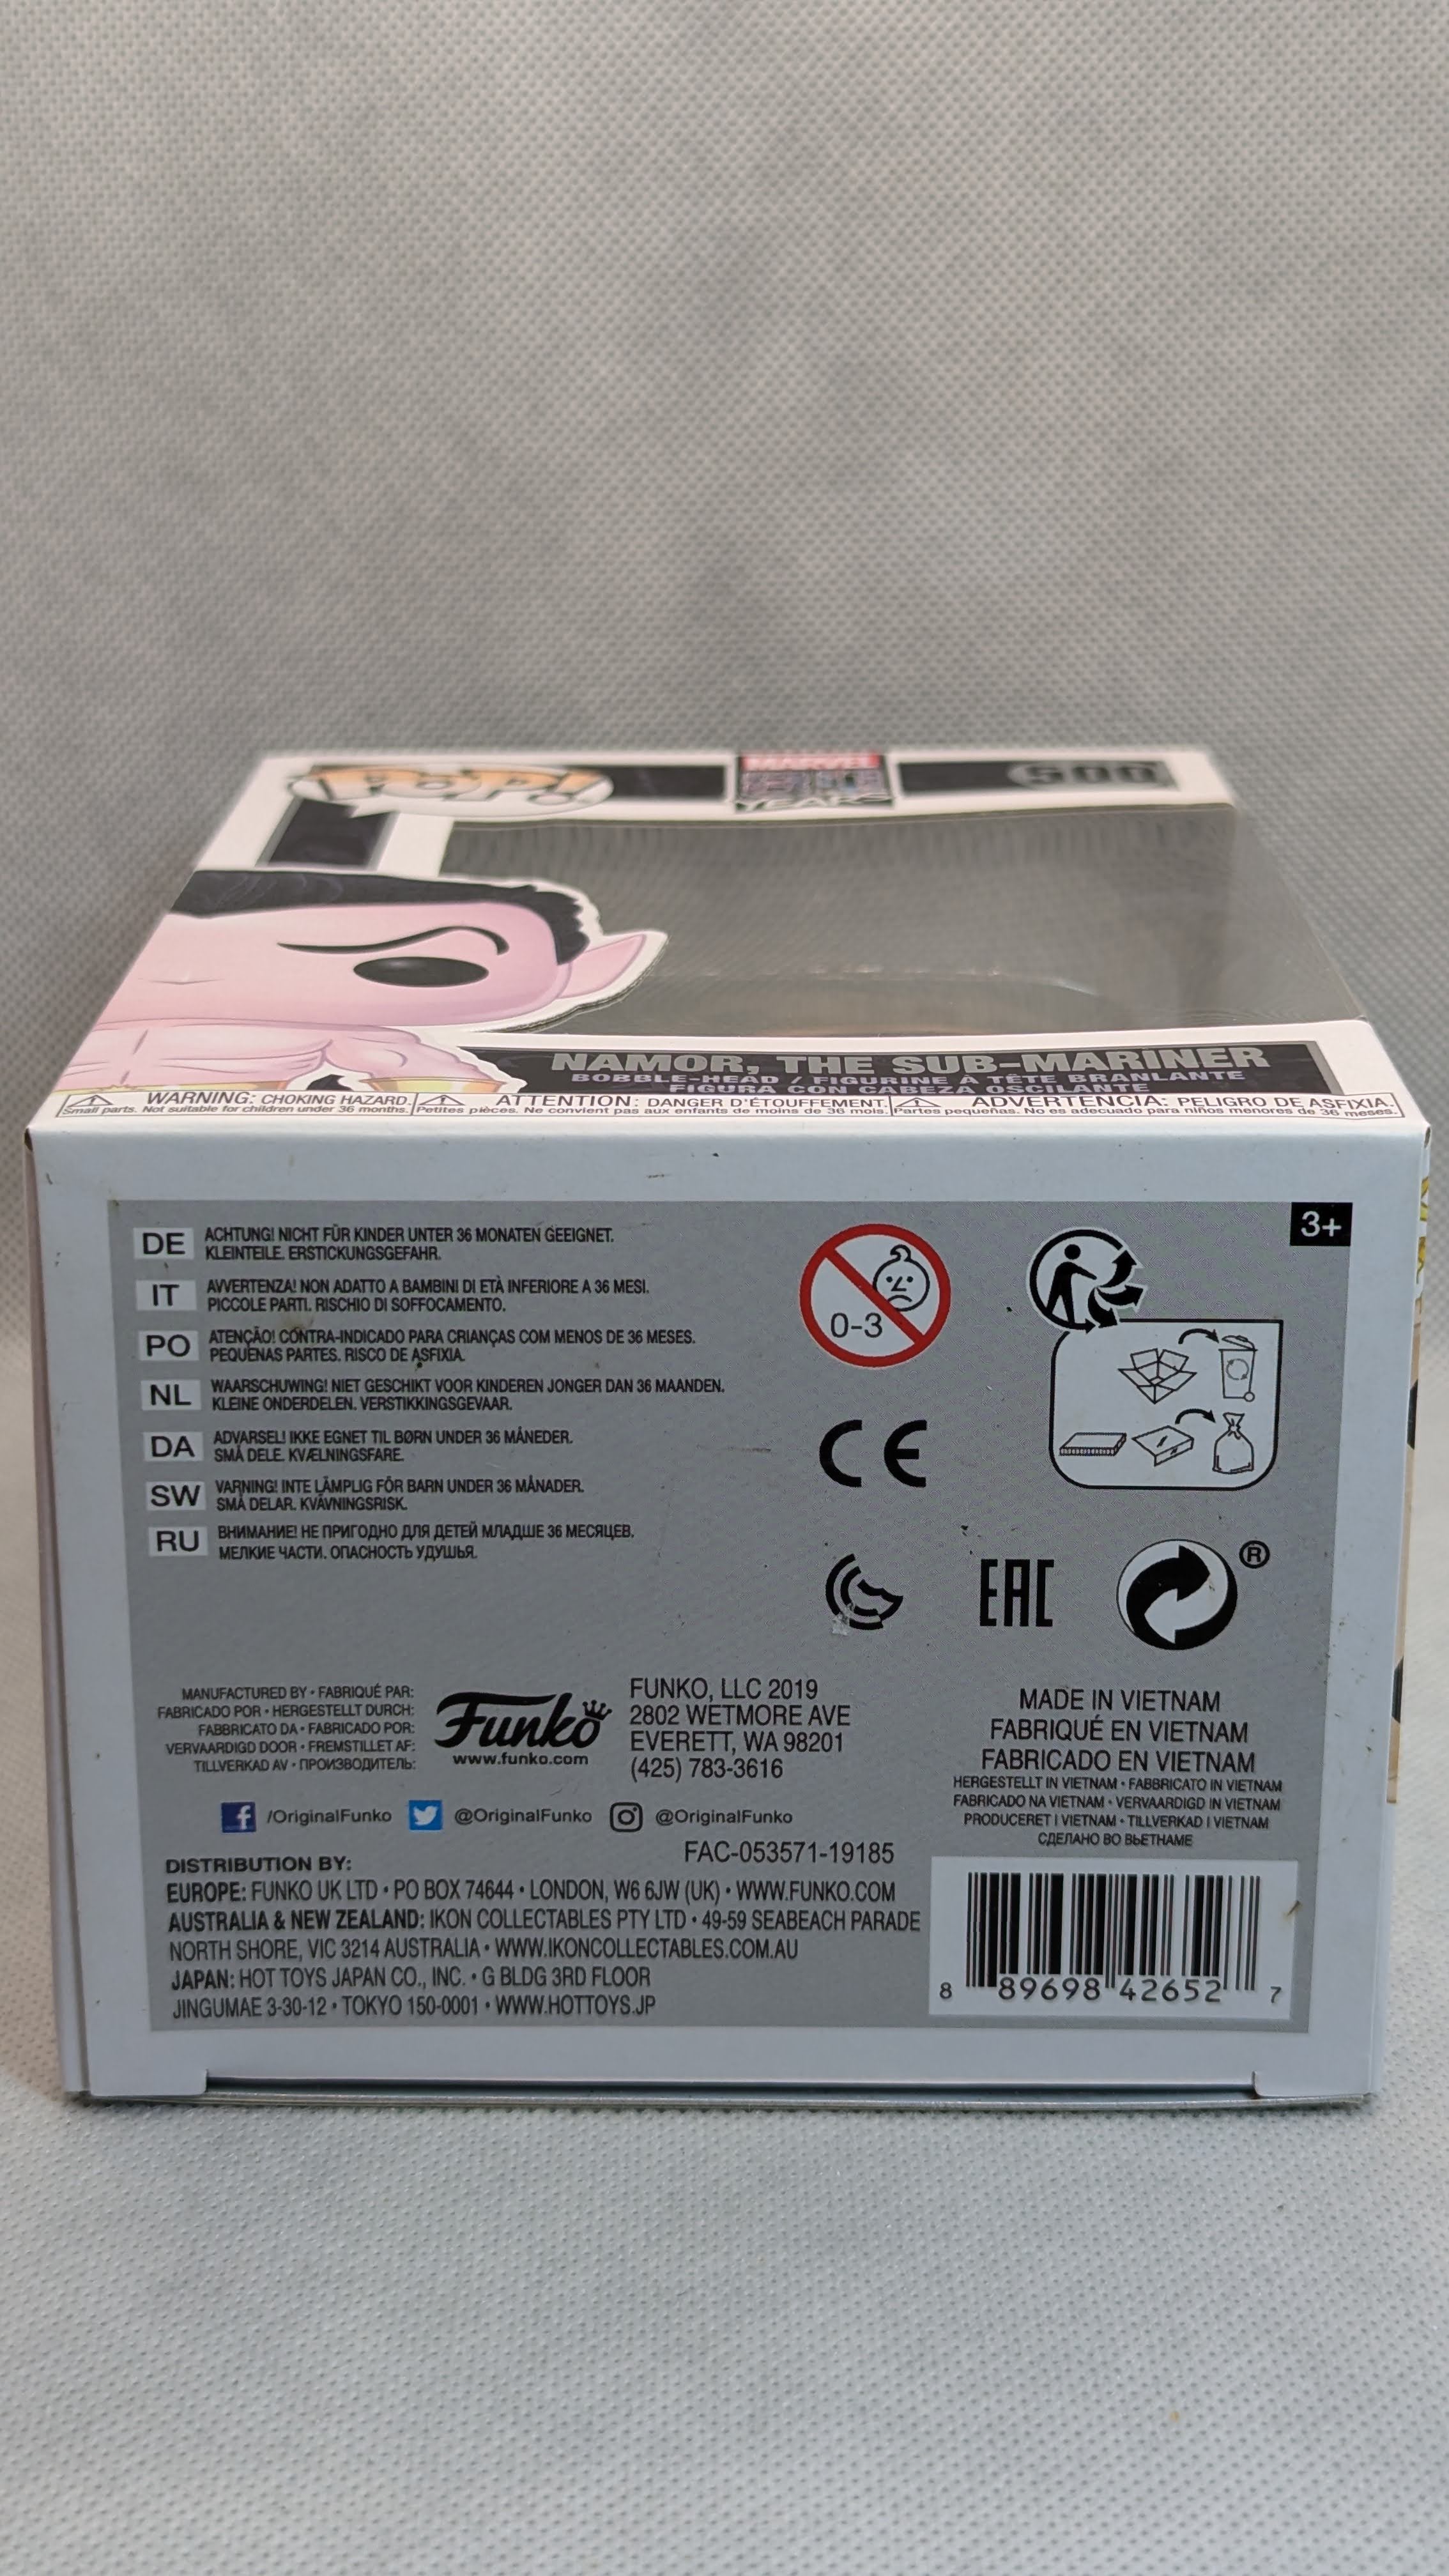 POP!
MARVEL
80
YEARS
500
NAMOR, THE SUB-MARINER
BOBBLE-HEAD / FIGURINE À TÊTE BRANLANTE
FIGURA CON CABEZA OSCILANTE
WARNING: CHOKING HAZARD.
Small parts. Not suitable for children under 36 months.
ATTENTION: DANGER D'ÉTOUFFEMENT.
Petites pièces. Ne convient pas aux enfants de moins de 36 mois.
ADVERTENCIA: PELIGRO DE ASFIXIA.
Partes pequeñas. No es adecuado para niños menores de 36 meses.
3+
DE ACHTUNG! NICHT FÜR KINDER UNTER 36 MONATEN GEEIGNET.
KLEINTEILE. ERSTICKUNGSGEFAHR.
IT AVVERTENZA! NON ADATTO A BAMBINI DI ETÀ INFERIORE A 36 MESI.
PICCOLE PARTI. RISCHIO DI SOFFOCAMENTO.
PO ATENÇÃO! CONTRA-INDICADO PARA CRIANÇAS COM MENOS DE 36 MESES.
PEQUENAS PARTES. RISCO DE ASFIXIA.
NL WAARSCHUWING! NIET GESCHIKT VOOR KINDEREN JONGER DAN 36 MAANDEN.
KLEINE ONDERDELEN. VERSTIKKINGSGEVAAR.
DA ADVARSEL! IKKE EGNET TIL BØRN UNDER 36 MÅNEDER.
SMÅ DELE. KVÆLNINGSFARE.
SW VARNING! INTE LÄMPLIG FÖR BARN UNDER 36 MÅNADER.
SMÅ DELAR. KVÄVNINGSRISK.
RU ВНИМАНИЕ! НЕ ПРИГОДНО ДЛЯ ДЕТЕЙ МЛАДШЕ 36 МЕСЯЦЕВ.
МЕЛКИЕ ЧАСТИ. ОПАСНОСТЬ УДУШЬЯ.
0-3
CE
EAC
®
MANUFACTURED BY • FABRIQUÉ PAR:
FABRICADO POR • HERGESTELLT DURCH:
FABBRICATO DA • FABRICADO POR:
VERVAARDIGD DOOR • FREMSTILLET AF:
TILLVERKAD AV • ПРОИЗВОДИТЕЛЬ:
Funko
www.funko.com
FUNKO, LLC 2019
2802 WETMORE AVE
EVERETT, WA 98201
(425) 783-3616
MADE IN VIETNAM
FABRIQUÉ EN VIETNAM
FABRICADO EN VIETNAM
HERGESTELLT IN VIETNAM • FABBRICATO IN VIETNAM
FABRICADO NA VIETNAM • VERVAARDIGD IN VIETNAM
PRODUCERET I VIETNAM • TILLVERKAD I VIETNAM
СДЕЛАНО ВО ВЬЕТНАМЕ
/OriginalFunko @OriginalFunko @OriginalFunko
FAC-053571-19185
DISTRIBUTION BY:
EUROPE: FUNKO UK LTD • PO BOX 74644 • LONDON, W6 6JW (UK) • WWW.FUNKO.COM
AUSTRALIA & NEW ZEALAND: IKON COLLECTABLES PTY LTD • 49-59 SEABEACH PARADE
NORTH SHORE, VIC 3214 AUSTRALIA • WWW.IKONCOLLECTABLES.COM.AU
JAPAN: HOT TOYS JAPAN CO., INC. • G BLDG 3RD FLOOR
JINGUMAE 3-30-12 • TOKYO 150-0001 • WWW.HOTTOYS.JP
8 89698 42652 7